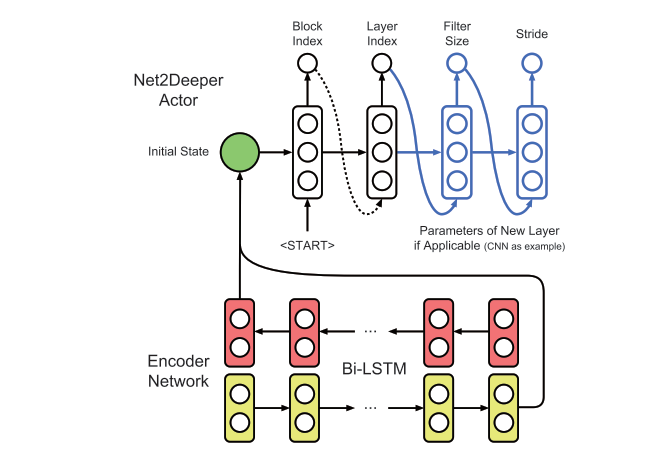 Block
Index
Layer
Index
Filter
Size
Stride
Net2Deeper
Actor
Initial State
<START>
Parameters of New Layer
if Applicable (CNN as example)
...
Encoder
Network
Bi-LSTM
...